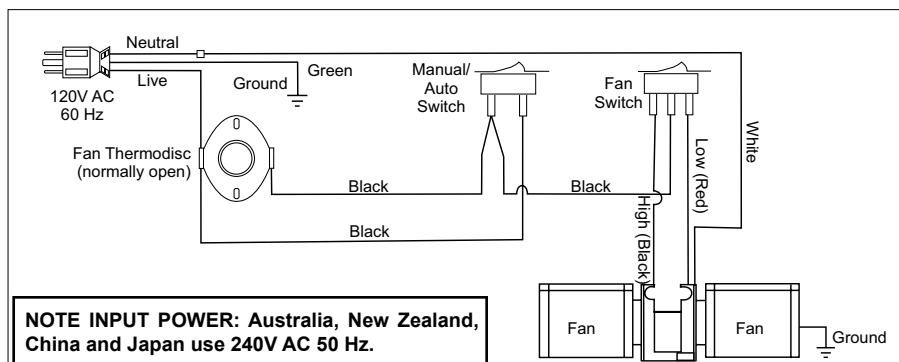 Neutral
Live
Ground
Green
120V AC
60 Hz
Manual/
Auto
Switch
Fan
Switch
Fan Thermodisc
(normally open)
Black
Black
Black
High (Black)
Low (Red)
White
Fan
Fan
Ground
NOTE INPUT POWER: Australia, New Zealand,
China and Japan use 240V AC 50 Hz.